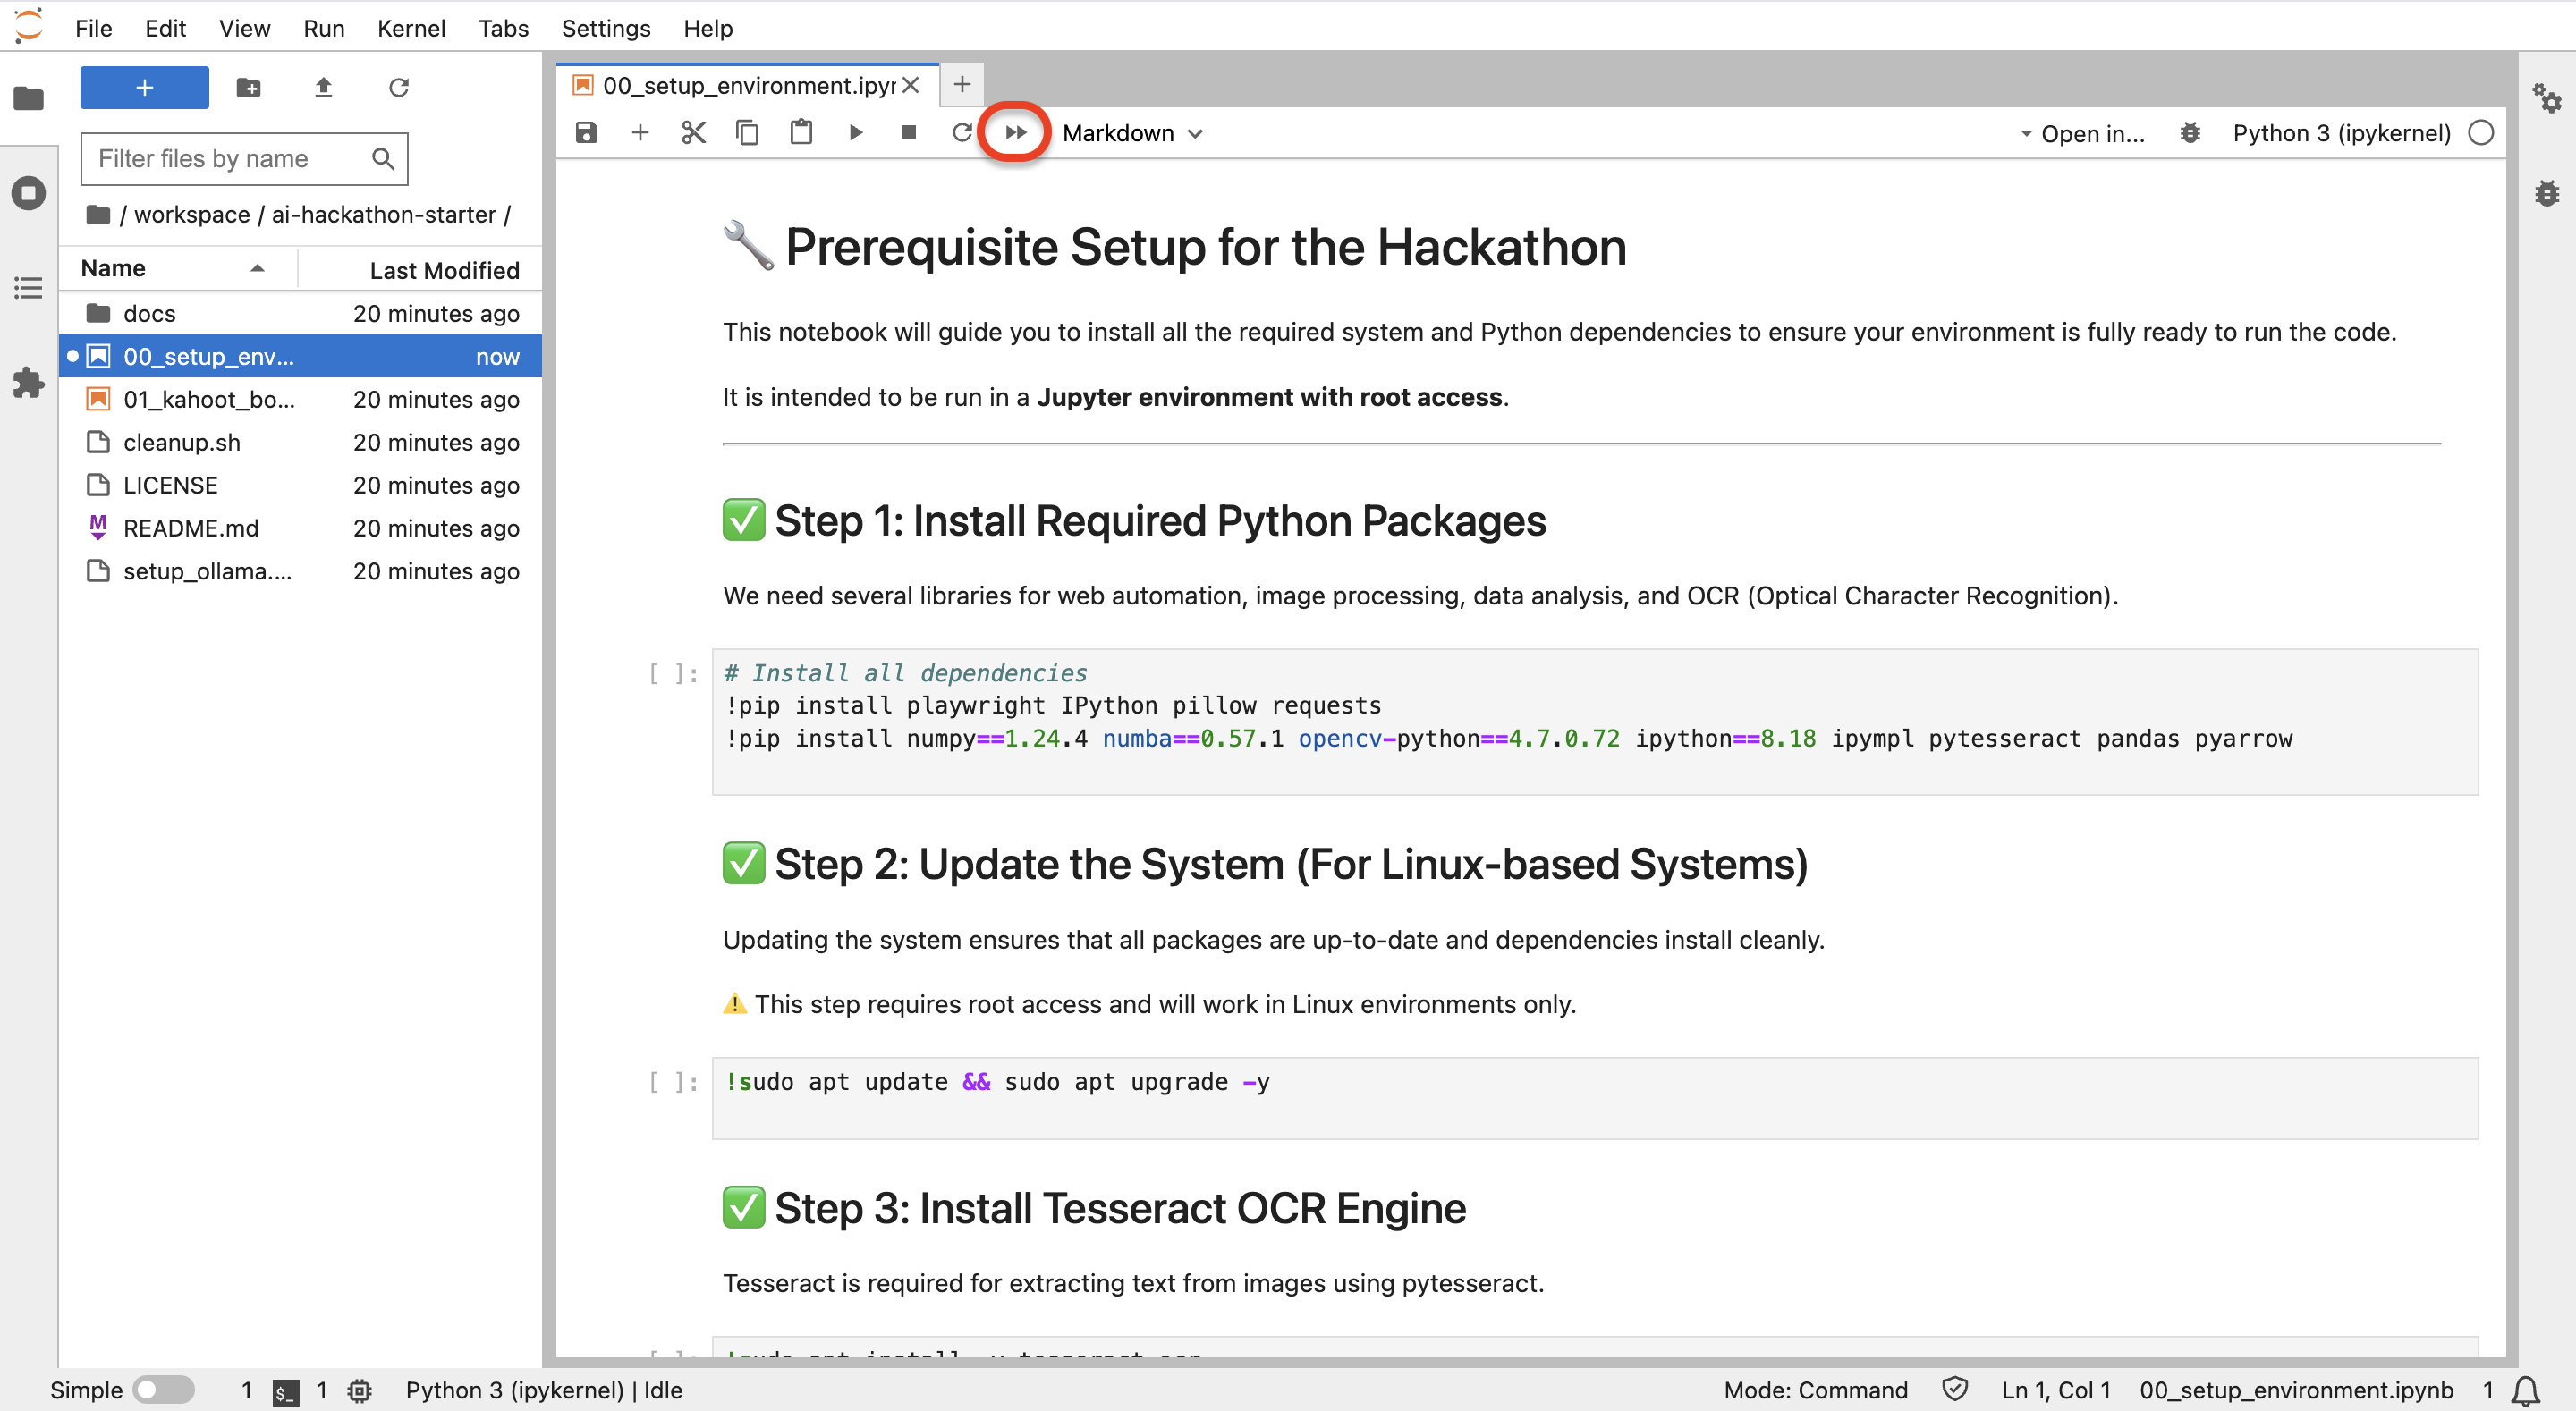 File Edit View Run Kernel Tabs Settings Help
+
Filter files by name
/ workspace / ai-hackathon-starter /
Name Last Modified
docs 20 minutes ago
00_setup_env... now
01_kahoot_bo... 20 minutes ago
cleanup.sh 20 minutes ago
LICENSE 20 minutes ago
README.md 20 minutes ago
setup_ollama.... 20 minutes ago
00_setup_environment.ipyn
Markdown Open in... Python 3 (ipykernel)
🔧 Prerequisite Setup for the Hackathon
This notebook will guide you to install all the required system and Python dependencies to ensure your environment is fully ready to run the code.
It is intended to be run in a Jupyter environment with root access.
✅ Step 1: Install Required Python Packages
We need several libraries for web automation, image processing, data analysis, and OCR (Optical Character Recognition).
[ ]: # Install all dependencies
!pip install playwright IPython pillow requests
!pip install numpy==1.24.4 numba==0.57.1 opencv-python==4.7.0.72 ipython==8.18 ipympl pytesseract pandas pyarrow
✅ Step 2: Update the System (For Linux-based Systems)
Updating the system ensures that all packages are up-to-date and dependencies install cleanly.
⚠️ This step requires root access and will work in Linux environments only.
[ ]: !sudo apt update && sudo apt upgrade -y
✅ Step 3: Install Tesseract OCR Engine
Tesseract is required for extracting text from images using pytesseract.
[ ]: !sudo apt install -y tesseract-ocr
Simple 1 $_ 1 Python 3 (ipykernel) | Idle Mode: Command Ln 1, Col 1 00_setup_environment.ipynb 1